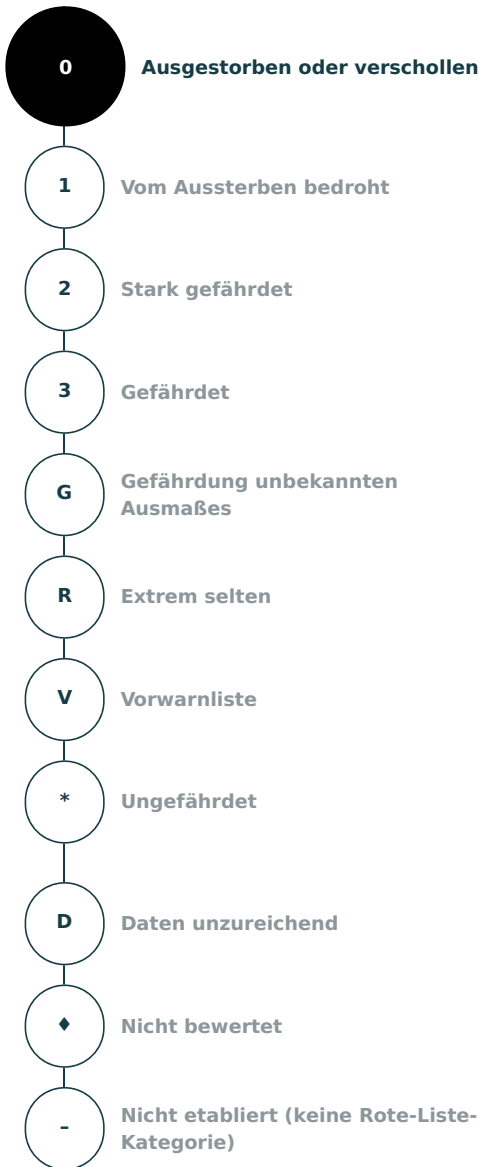 0 Ausgestorben oder verschollen
1 Vom Aussterben bedroht
2 Stark gefährdet
3 Gefährdet
G Gefährdung unbekannten
Ausmaßes
R Extrem selten
V Vorwarnliste
* Ungefährdet
D Daten unzureichend
♦ Nicht bewertet
– Nicht etabliert (keine Rote-Liste-
Kategorie)